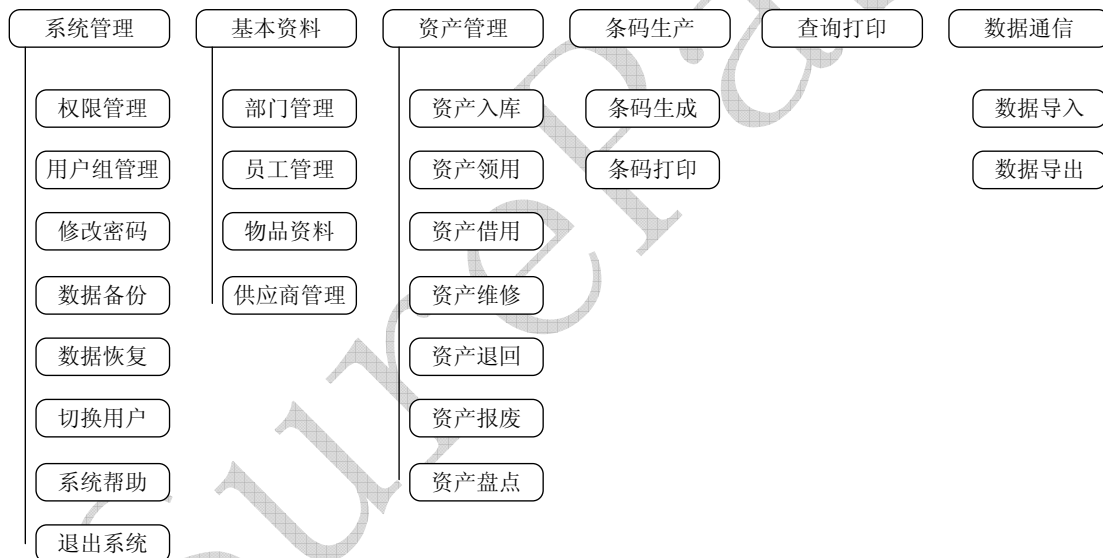 系统管理
基本资料
资产管理
条码生产
查询打印
数据通信
权限管理
部门管理
资产入库
条码生成
数据导入
用户组管理
员工管理
资产领用
条码打印
数据导出
修改密码
物品资料
资产借用
数据备份
供应商管理
资产维修
数据恢复
资产退回
切换用户
资产报废
系统帮助
资产盘点
退出系统